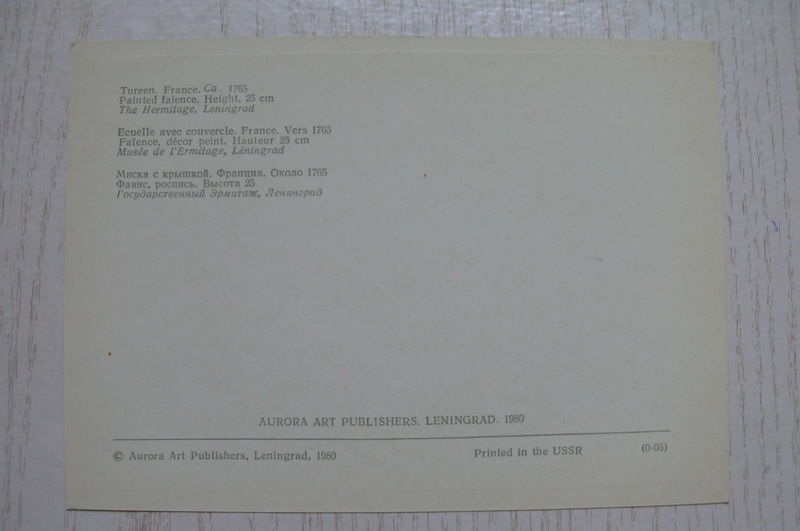 Tureen. France. Ca. 1765
Painted faïence. Height, 25 cm
The Hermitage, Leningrad
Ecuelle avec couvercle. France. Vers 1765
Faïence, décor peint. Hauteur 25 cm
Musée de l'Ermitage, Léningrad
Миска с крышкой. Франция. Около 1765
Фаянс, роспись. Высота 25
Государственный Эрмитаж, Ленинград
AURORA ART PUBLISHERS. LENINGRAD. 1980
© Aurora Art Publishers, Leningrad, 1980
Printed in the USSR
(0-05)